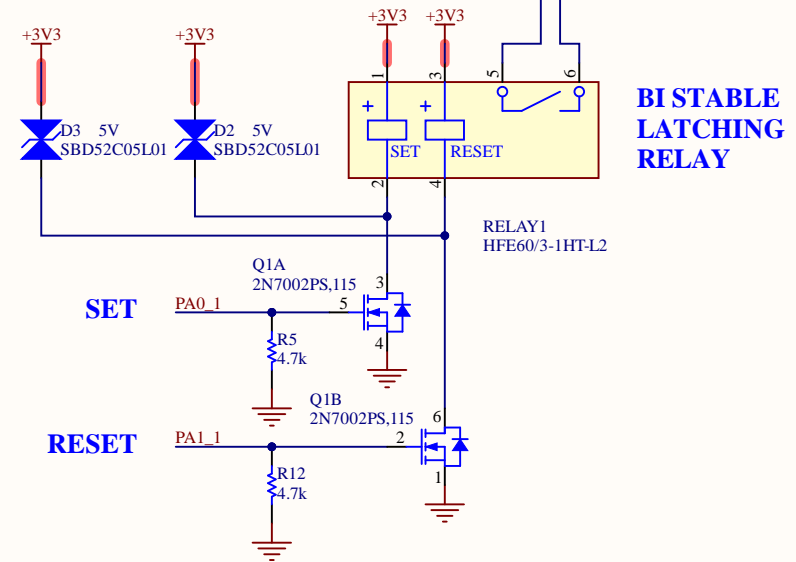 +3V3
+3V3
+3V3
+3V3
D3 5V
SBD52C05L01
D2 5V
SBD52C05L01
1
3
5
6
+
+
SET
RESET
2
4
BI STABLE
LATCHING
RELAY
RELAY1
HFE60/3-1HT-L2
Q1A
2N7002PS,115
3
SET
PA0_1
5
4
R5
4.7k
Q1B
2N7002PS,115
6
RESET
PA1_1
2
1
R12
4.7k